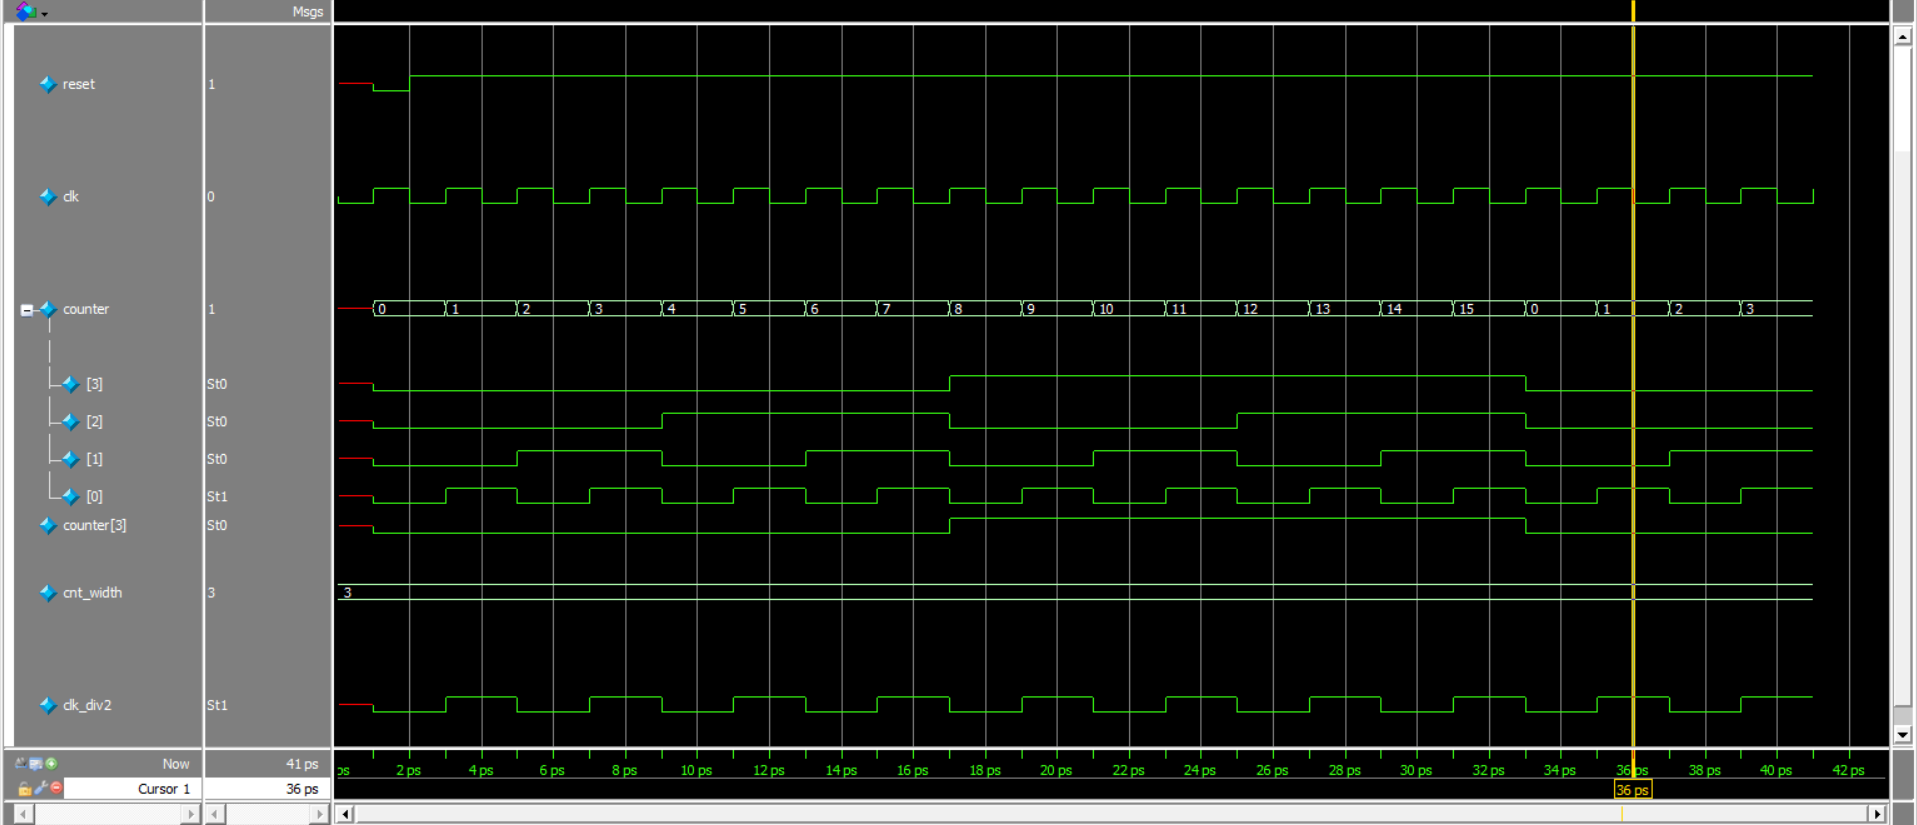 Msgs
reset 1
clk 0
counter 1 0 1 2 3 4 5 6 7 8 9 10 11 12 13 14 15 0 1 2 3
[3] St0
[2] St0
[1] St0
[0] St1
counter[3] St0
cnt_width 3 3
clk_div2 St1
Now 41 ps ps 2 ps 4 ps 6 ps 8 ps 10 ps 12 ps 14 ps 16 ps 18 ps 20 ps 22 ps 24 ps 26 ps 28 ps 30 ps 32 ps 34 ps 36 ps 38 ps 40 ps 42 ps
Cursor 1 36 ps 36 ps